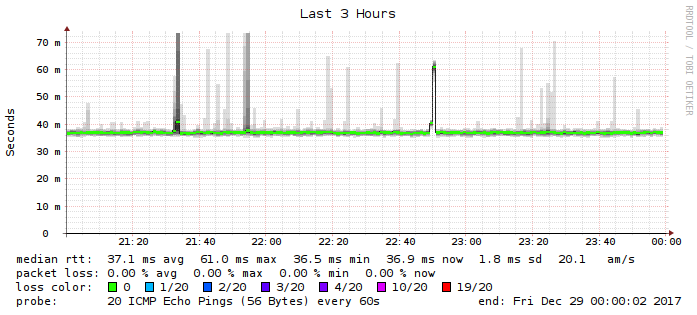 Last 3 Hours
RRDTOOL / TOBI OETIKER
Seconds
70 m
60 m
50 m
40 m
30 m
20 m
10 m
0
21:20 21:40 22:00 22:20 22:40 23:00 23:20 23:40 00:00
median rtt: 37.1 ms avg 61.0 ms max 36.5 ms min 36.9 ms now 1.8 ms sd 20.1 am/s
packet loss: 0.00 % avg 0.00 % max 0.00 % min 0.00 % now
loss color: 0 1/20 2/20 3/20 4/20 10/20 19/20
probe: 20 ICMP Echo Pings (56 Bytes) every 60s end: Fri Dec 29 00:00:02 2017